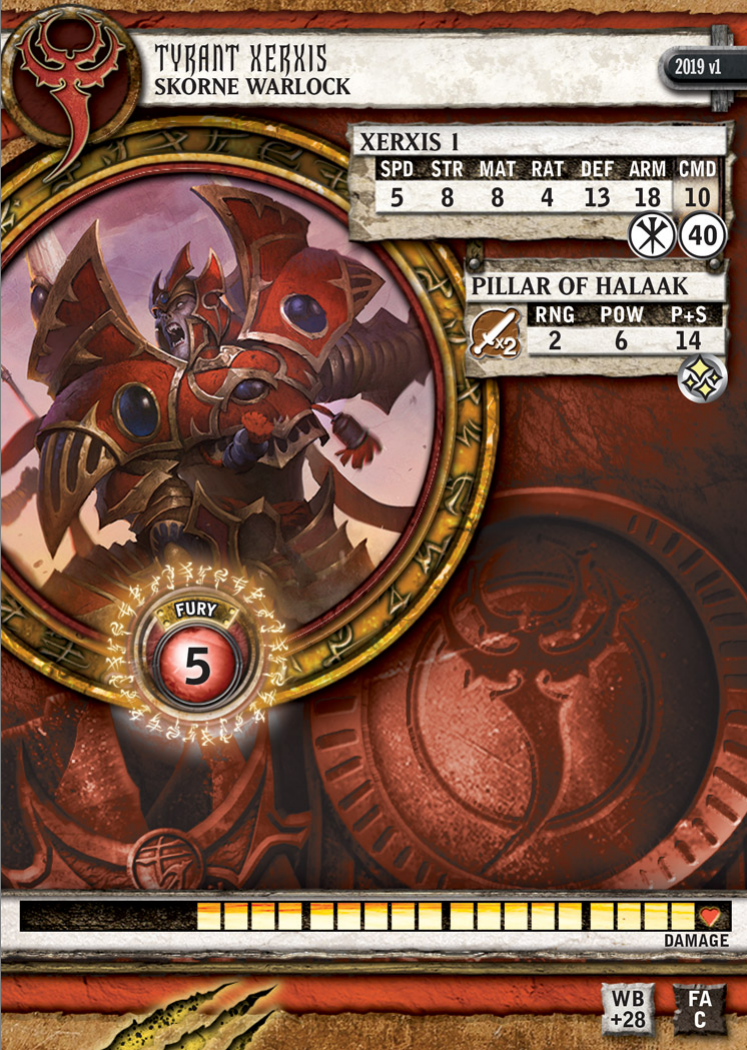 TYRANT XERXIS
SKORNE WARLOCK
2019 v1
XERXIS 1
SPD STR MAT RAT DEF ARM CMD
5 8 8 4 13 18 10
40
PILLAR OF HALAAK
RNG POW P+S
x2 2 6 14
FURY
5
DAMAGE
WB
+28
FA
C